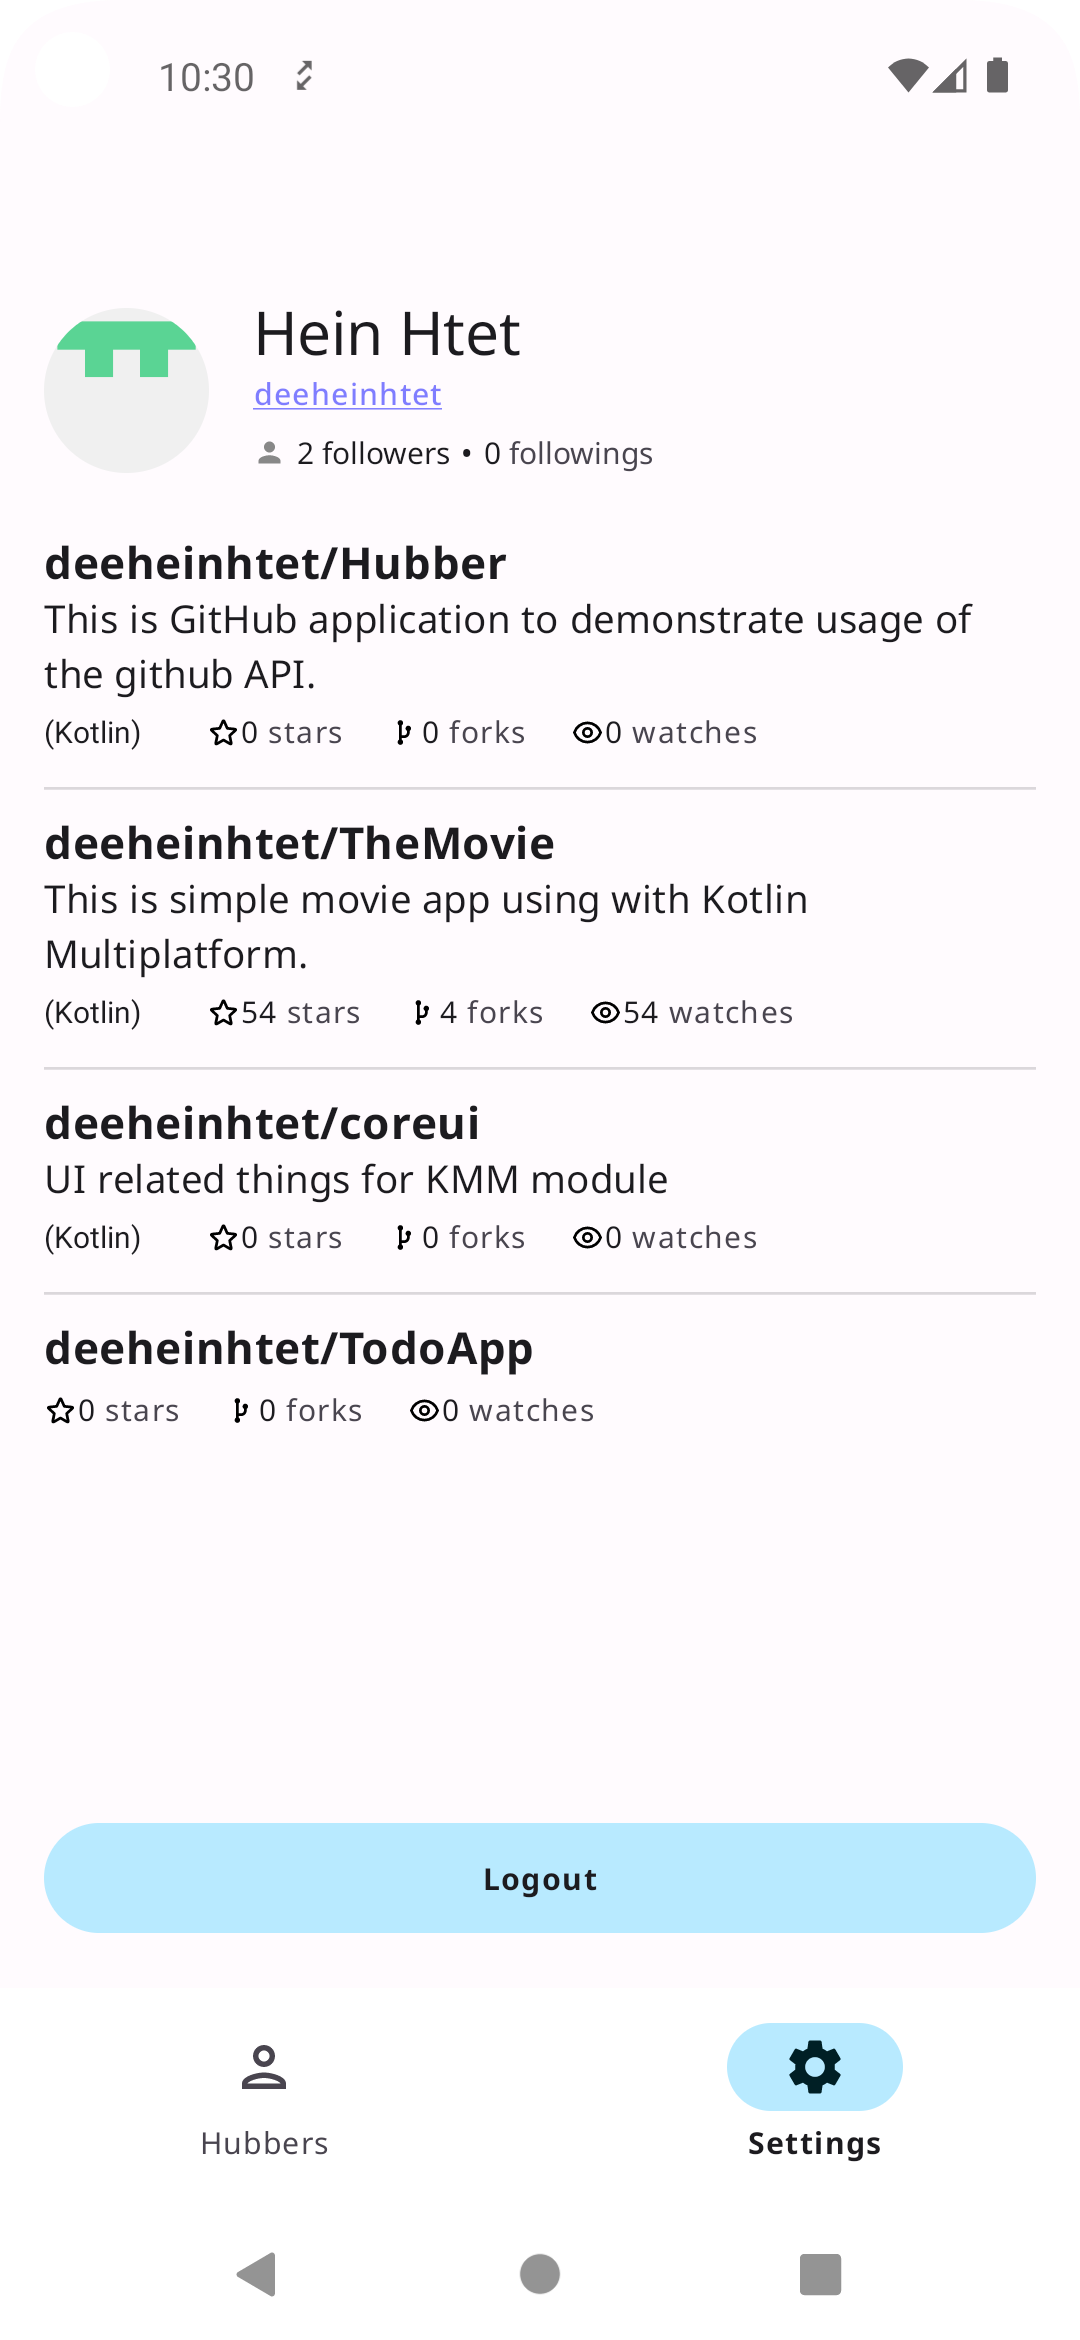 10:30
Hein Htet
deeheinhtet
2 followers • 0 followings
deeheinhtet/Hubber
This is GitHub application to demonstrate usage of
the github API.
(Kotlin) 0 stars 0 forks 0 watches
deeheinhtet/TheMovie
This is simple movie app using with Kotlin
Multiplatform.
(Kotlin) 54 stars 4 forks 54 watches
deeheinhtet/coreui
UI related things for KMM module
(Kotlin) 0 stars 0 forks 0 watches
deeheinhtet/TodoApp
0 stars 0 forks 0 watches
Logout
Hubbers Settings